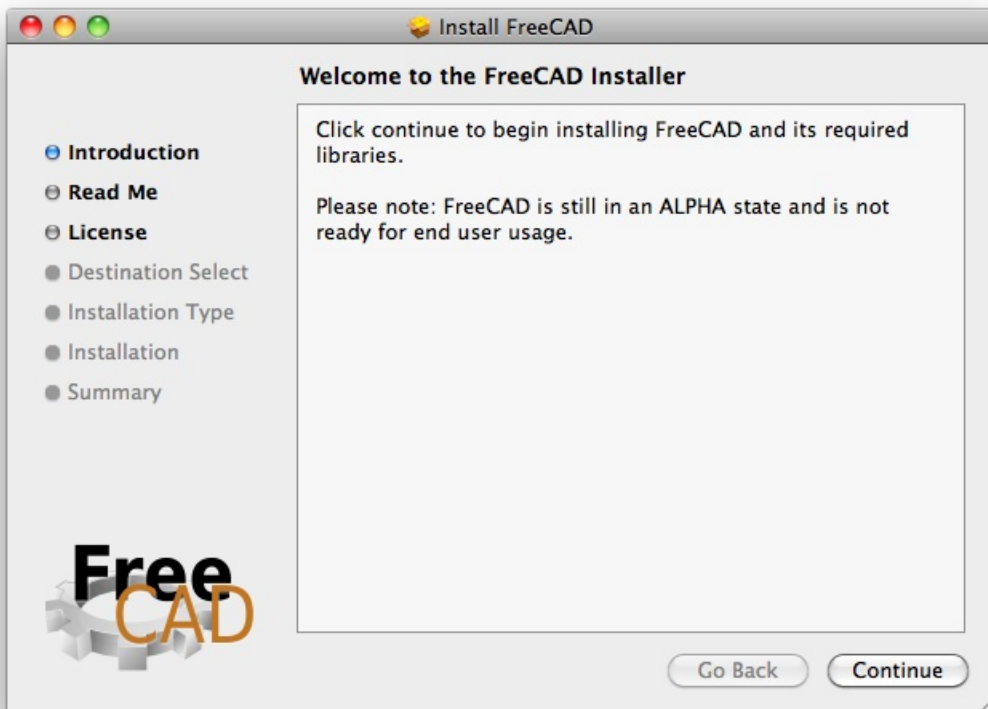 Install FreeCAD
Welcome to the FreeCAD Installer
Introduction
Read Me
License
Destination Select
Installation Type
Installation
Summary
Click continue to begin installing FreeCAD and its required
libraries.
Please note: FreeCAD is still in an ALPHA state and is not
ready for end user usage.
Free
CAD
Go Back
Continue